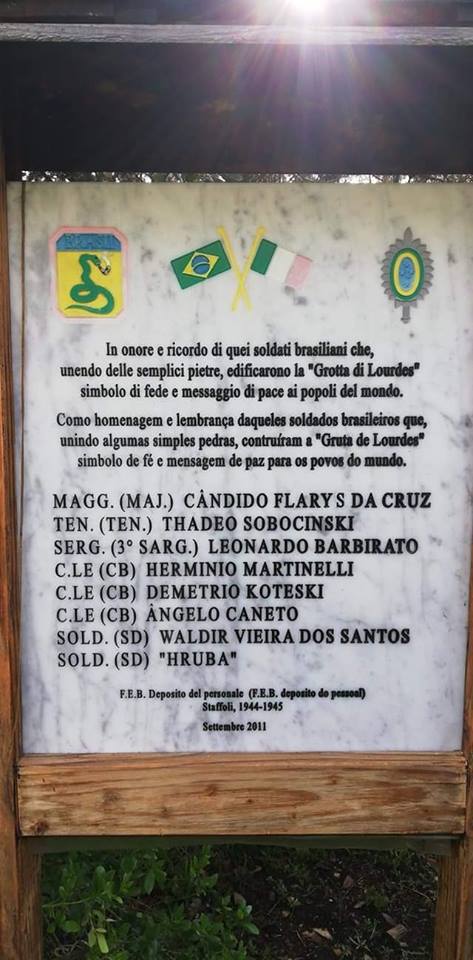 BRASIL
In onore e ricordo di quei soldati brasiliani che,
unendo delle semplici pietre, edificarono la "Grotta di Lourdes"
simbolo di fede e messaggio di pace ai popoli del mondo.
Como homenagem e lembrança daqueles soldados brasileiros que,
unindo algumas simples pedras, contruíram a "Gruta de Lourdes"
simbolo de fé e mensagem de paz para os povos do mundo.
MAGG. (MAJ.) CÂNDIDO FLARYS DA CRUZ
TEN. (TEN.) THADEO SOBOCINSKI
SERG. (3º SARG.) LEONARDO BARBIRATO
C.LE (CB) HERMINIO MARTINELLI
C.LE (CB) DEMETRIO KOTESKI
C.LE (CB) ÂNGELO CANETO
SOLD. (SD) WALDIR VIEIRA DOS SANTOS
SOLD. (SD) "HRUBA"
F.E.B. Deposito del personale (F.E.B. deposito do pessoal)
Staffoli, 1944-1945
Settembre 2011